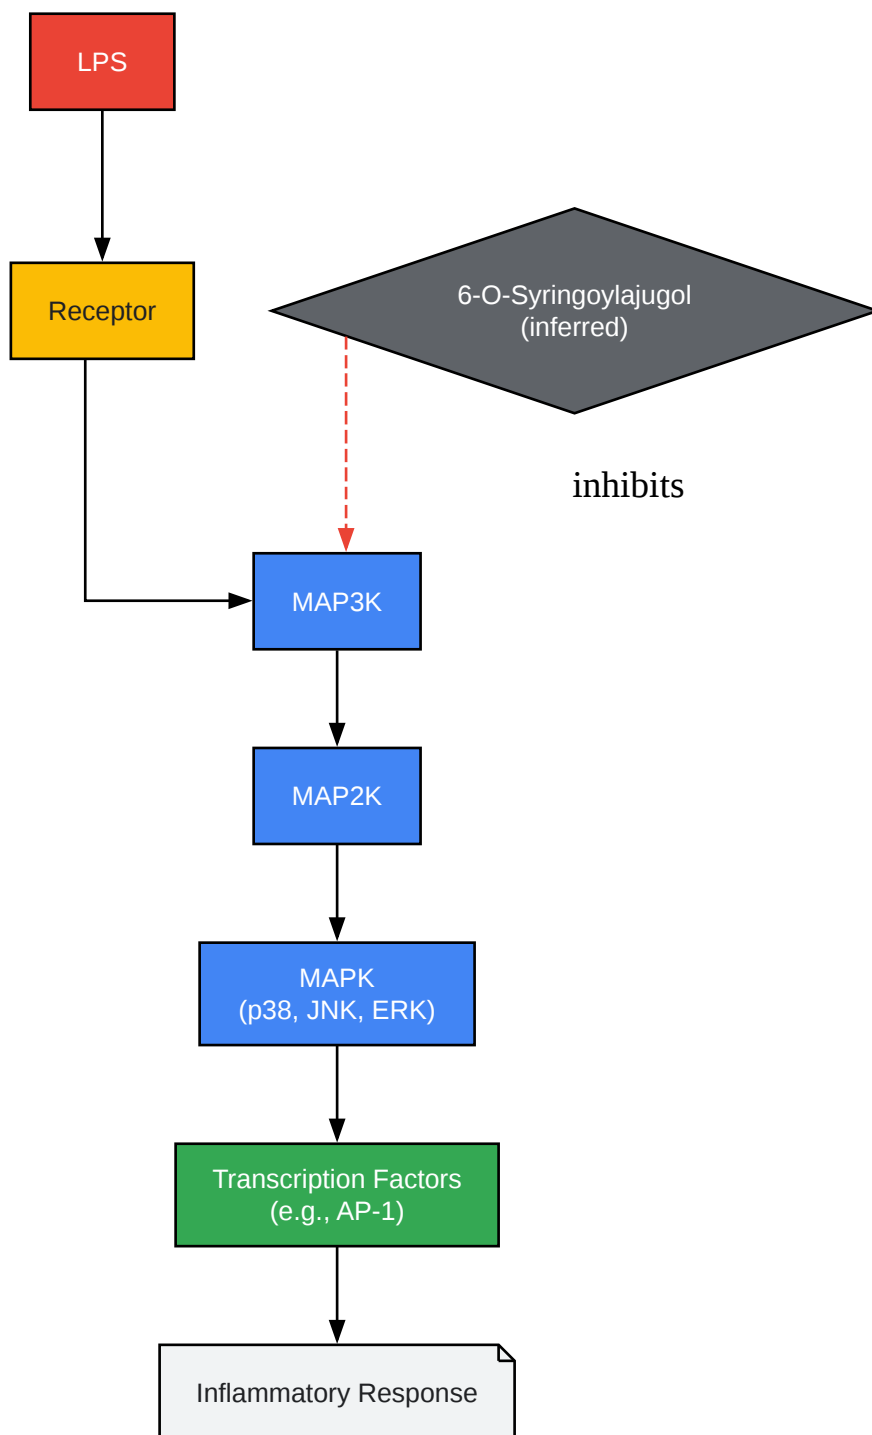 LPS
Receptor
6-O-Syringoylajugol
(inferred)
inhibits
MAP3K
MAP2K
MAPK
(p38, JNK, ERK)
Transcription Factors
(e.g., AP-1)
Inflammatory Response